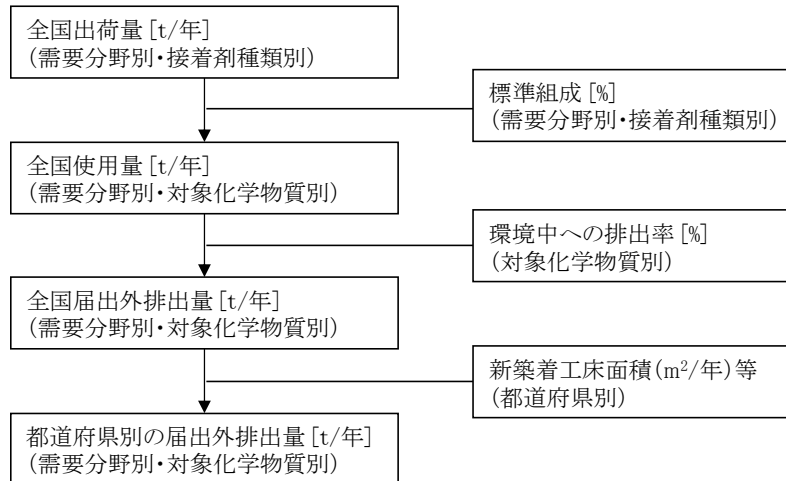 全国出荷量[t/年]
(需要分野別・接着剤種類別)
標準組成[%]
(需要分野別・接着剤種類別)
全国使用量[t/年]
(需要分野別・対象化学物質別)
環境中への排出率[%]
(対象化学物質別)
全国届出外排出量[t/年]
(需要分野別・対象化学物質別)
新築着工床面積(m²/年)等
(都道府県別)
都道府県別の届出外排出量[t/年]
(需要分野別・対象化学物質別)